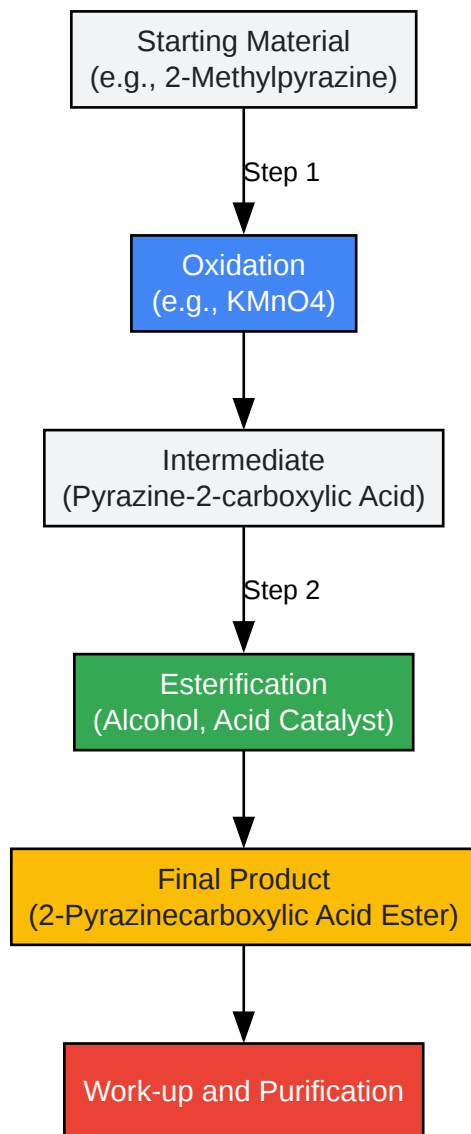 Starting Material
(e.g., 2-Methylpyrazine)
Step 1
Oxidation
(e.g., KMnO4)
Intermediate
(Pyrazine-2-carboxylic Acid)
Step 2
Esterification
(Alcohol, Acid Catalyst)
Final Product
(2-Pyrazinecarboxylic Acid Ester)
Work-up and Purification